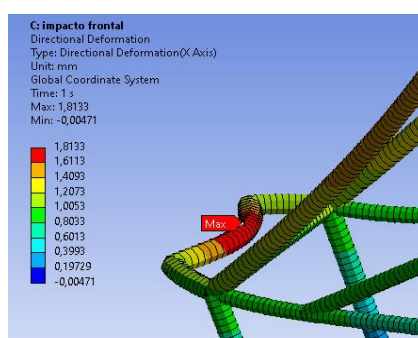 C: impacto frontal
Directional Deformation
Type: Directional Deformation(X Axis)
Unit: mm
Global Coordinate System
Time: 1 s
Max: 1,8133
Min: -0,00471
1,8133
1,6113
1,4093
1,2073
1,0053
0,8033
0,6013
0,3993
0,19729
-0,00471
Max